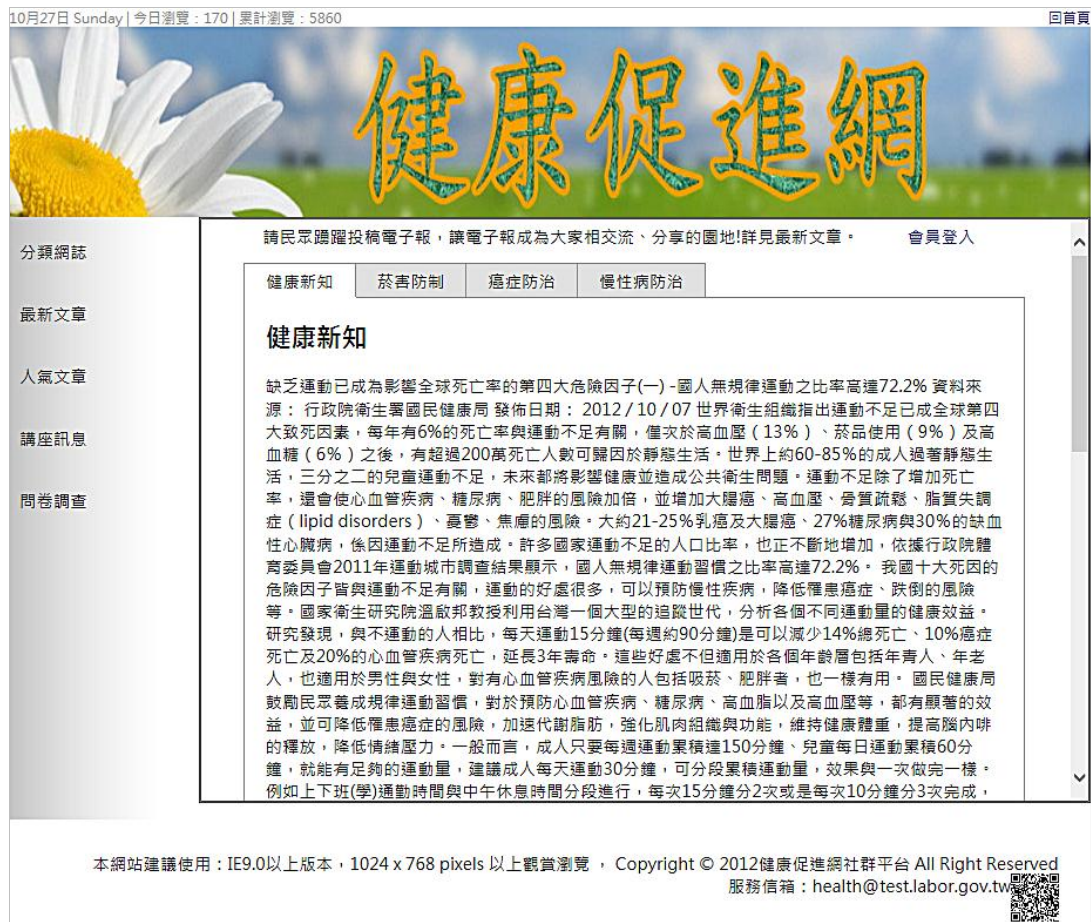 10月27日 Sunday | 今日瀏覽：170 | 累計瀏覽：5860
回首頁
健康促進網
分類網誌
最新文章
人氣文章
講座訊息
問卷調查
請民眾踴躍投稿電子報，讓電子報成為大家相交流、分享的園地!詳見最新文章。
會員登入
健康新知
菸害防制
癌症防治
慢性病防治
健康新知
缺乏運動已成為影響全球死亡率的第四大危險因子(一) -國人無規律運動之比率高達72.2% 資料來
源： 行政院衛生署國民健康局 發佈日期： 2012 / 10 / 07 世界衛生組織指出運動不足已成全球第四
大致死因素，每年有6%的死亡率與運動不足有關，僅次於高血壓（13%）、菸品使用（9%）及高
血糖（6%）之後，有超過200萬死亡人數可歸因於靜態生活。世界上約60-85%的成人過著靜態生
活，三分之二的兒童運動不足，未來都將影響健康並造成公共衛生問題。運動不足除了增加死亡
率，還會使心血管疾病、糖尿病、肥胖的風險加倍，並增加大腸癌、高血壓、骨質疏鬆、脂質失調
症（lipid disorders）、憂鬱、焦慮的風險。大約21-25%乳癌及大腸癌、27%糖尿病與30%的缺血
性心臟病，係因運動不足所造成。許多國家運動不足的人口比率，也正不斷地增加，依據行政院體
育委員會2011年運動城市調查結果顯示，國人無規律運動習慣之比率高達72.2%。 我國十大死因的
危險因子皆與運動不足有關，運動的好處很多，可以預防慢性疾病，降低罹患癌症、跌倒的風險
等。國家衛生研究院溫啟邦教授利用台灣一個大型的追蹤世代，分析各個不同運動量的健康效益。
研究發現，與不運動的人相比，每天運動15分鐘(每週約90分鐘)是可以減少14%總死亡、10%癌症
死亡及20%的心血管疾病死亡，延長3年壽命。這些好處不但適用於各個年齡層包括年青人、年老
人，也適用於男性與女性，對有心血管疾病風險的人包括吸菸、肥胖者，也一樣有用。 國民健康局
鼓勵民眾養成規律運動習慣，對於預防心血管疾病、糖尿病、高血脂以及高血壓等，都有顯著的效
益，並可降低罹患癌症的風險，加速代謝脂肪，強化肌肉組織與功能，維持健康體重，提高腦內啡
的釋放，降低情緒壓力。一般而言，成人只要每週運動累積達150分鐘、兒童每日運動累積60分
鐘，就能有足夠的運動量，建議成人每天運動30分鐘，可分段累積運動量，效果與一次做完一樣。
例如上下班(學)通勤時間與中午休息時間分段進行，每次15分鐘分2次或是每次10分鐘分3次完成，
本網站建議使用：IE9.0以上版本，1024 x 768 pixels 以上觀賞瀏覽 ， Copyright © 2012健康促進網社群平台 All Right Reserved
服務信箱：health@test.labor.gov.tw